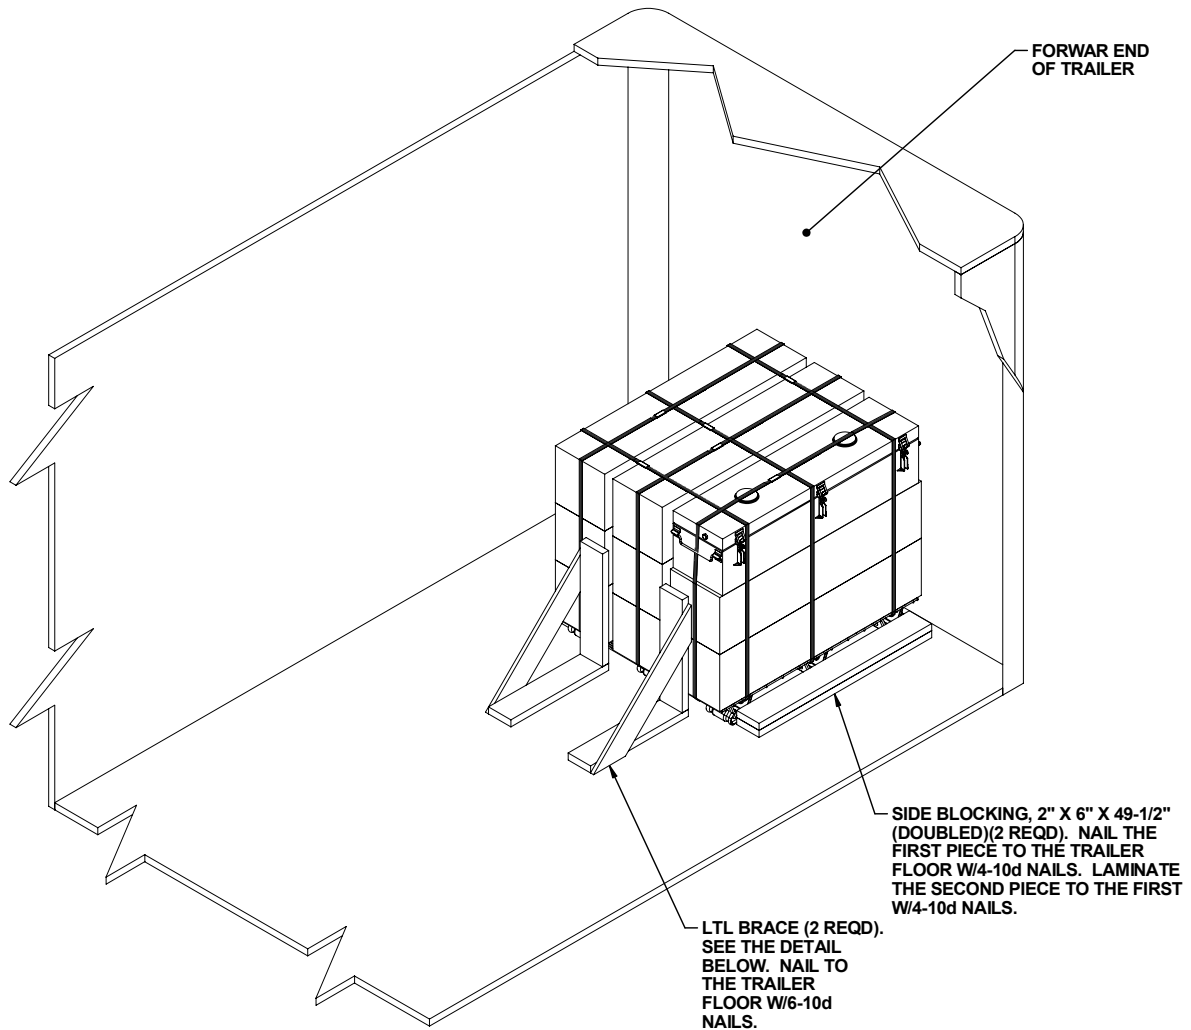 FORWAR END
OF TRAILER
SIDE BLOCKING, 2" X 6" X 49-1/2"
(DOUBLED)(2 REQD). NAIL THE
FIRST PIECE TO THE TRAILER
FLOOR W/4-10d NAILS. LAMINATE
THE SECOND PIECE TO THE FIRST
W/4-10d NAILS.
LTL BRACE (2 REQD).
SEE THE DETAIL
BELOW. NAIL TO
THE TRAILER
FLOOR W/6-10d
NAILS.